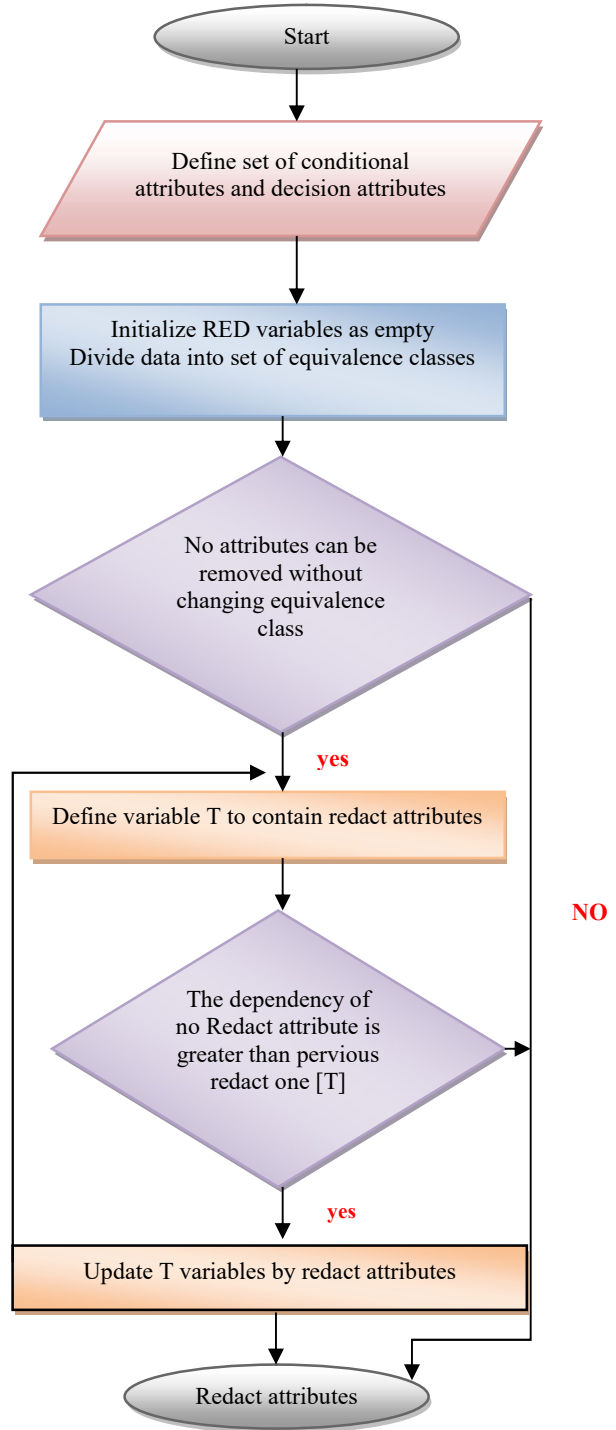 Start
Define set of conditional
attributes and decision attributes
Initialize RED variables as empty
Divide data into set of equivalence classes
No attributes can be
removed without
changing equivalence
class
yes
Define variable T to contain redact attributes
NO
The dependency of
no Redact attribute is
greater than pervious
redact one [T]
yes
Update T variables by redact attributes
Redact attributes